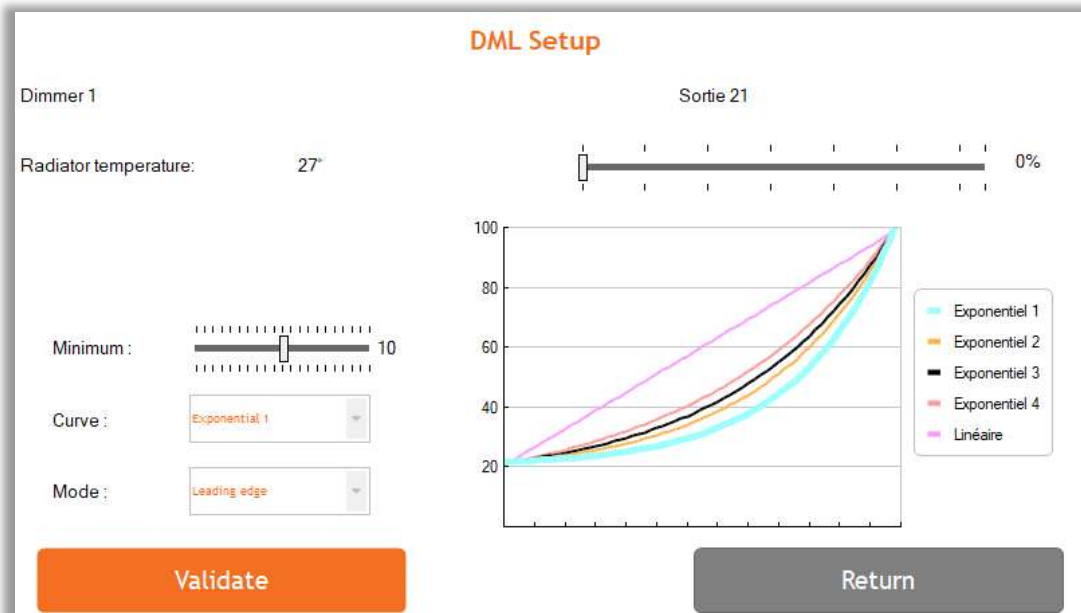 DML Setup
Dimmer 1
Sortie 21
Radiator temperature: 27°
0%
100
80
60
40
20
Exponentiel 1
Exponentiel 2
Exponentiel 3
Exponentiel 4
Linéaire
Minimum : 10
Curve : Exponential 1
Mode : Leading edge
Validate
Return